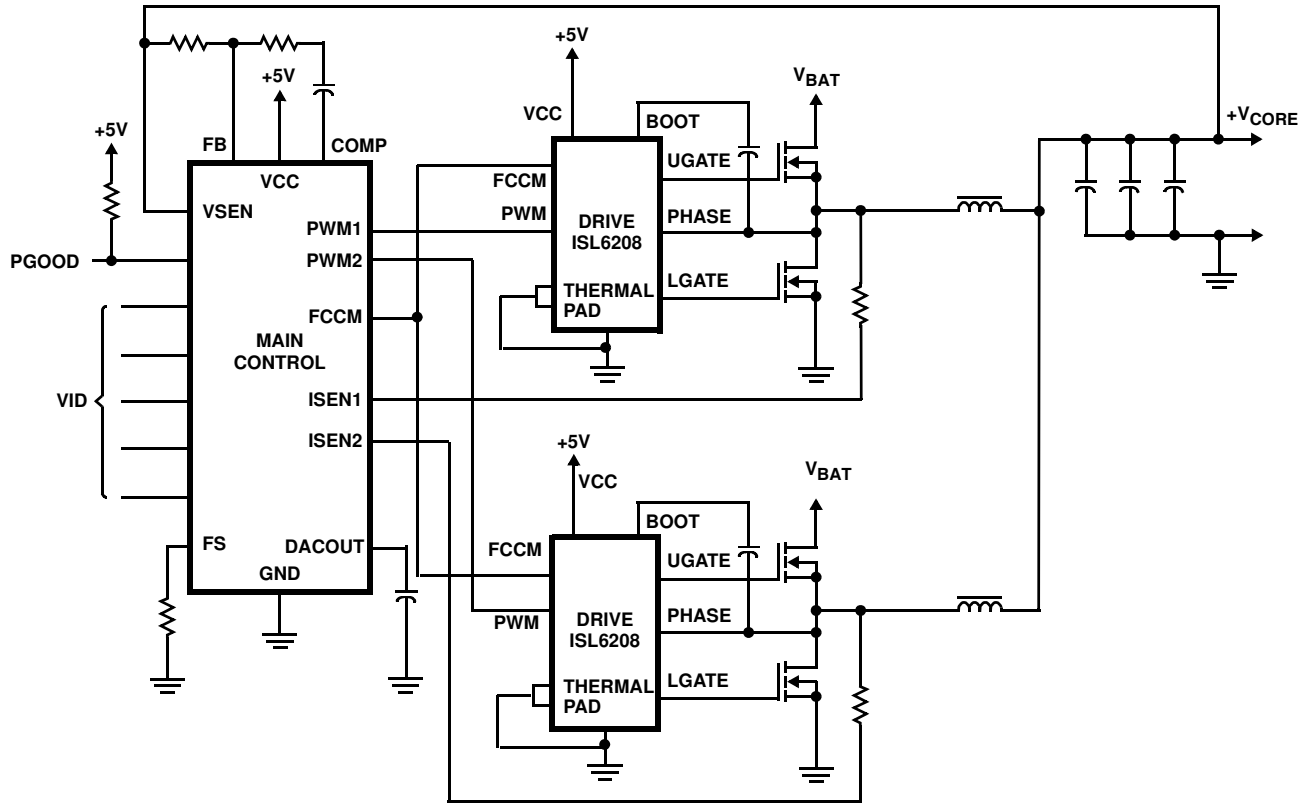 +5V
V_BAT
+5V
VCC
BOOT
+V_CORE
+5V
FB
COMP
UGATE
VCC
FCCM
VSEN
PWM
DRIVE
ISL6208
PHASE
PWM1
PGOOD
PWM2
THERMAL
PAD
LGATE
FCCM
MAIN
CONTROL
VID
ISEN1
ISEN2
+5V
VCC
V_BAT
BOOT
FS
DACOUT
FCCM
UGATE
GND
PWM
DRIVE
ISL6208
PHASE
THERMAL
PAD
LGATE